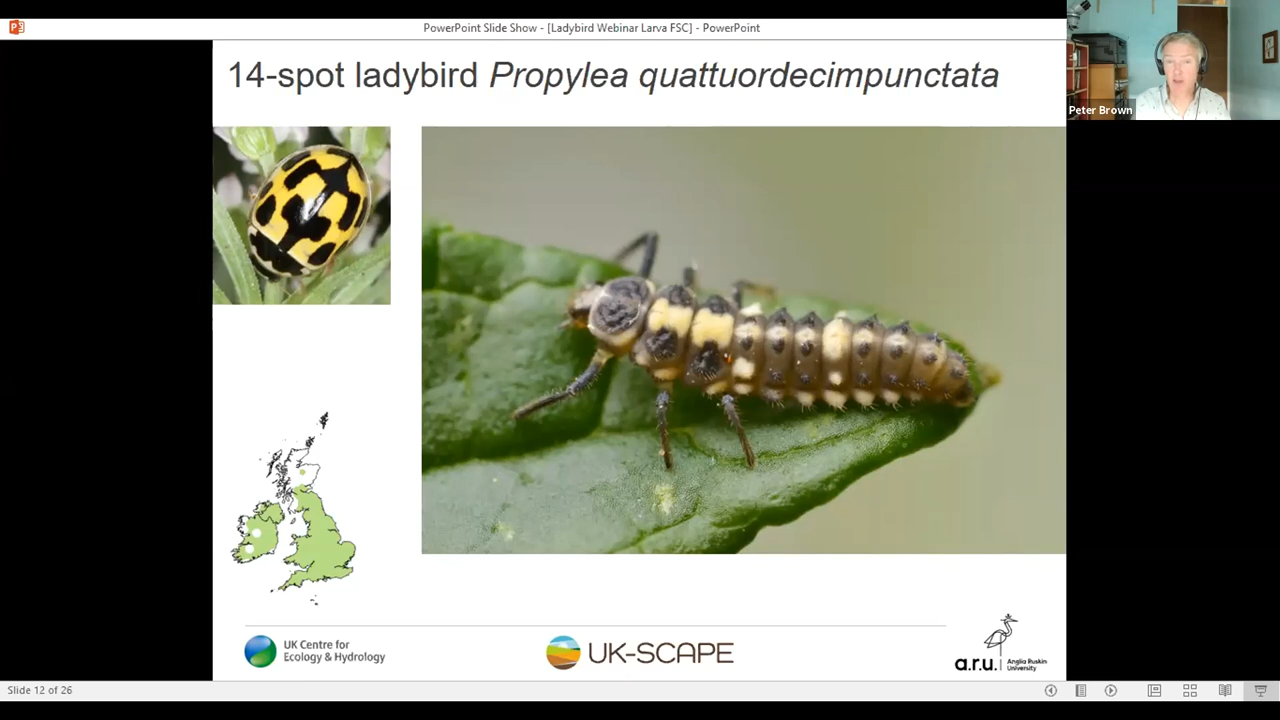 PowerPoint Slide Show - [Ladybird Webinar Larva FSC] - PowerPoint
Peter Brown
14-spot ladybird Propylea quattuordecimpunctata
UK Centre for
Ecology & Hydrology
UK-SCAPE
a.r.u.
Anglia Ruskin
University
Slide 12 of 26